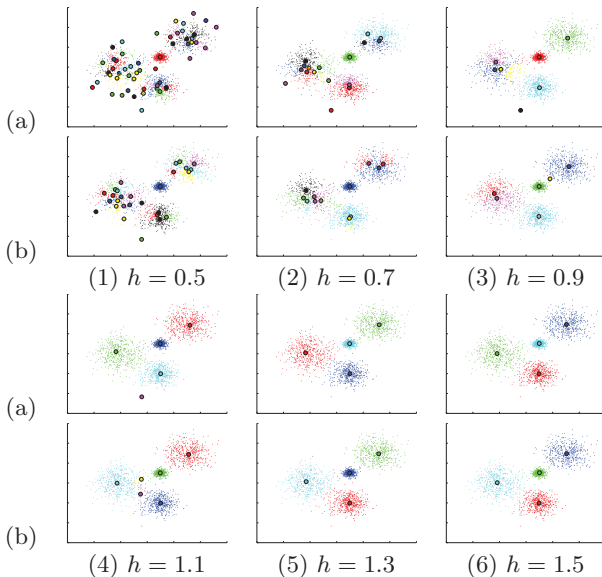 (a)
(b)
(1) h = 0.5 (2) h = 0.7 (3) h = 0.9
(a)
(b)
(4) h = 1.1 (5) h = 1.3 (6) h = 1.5